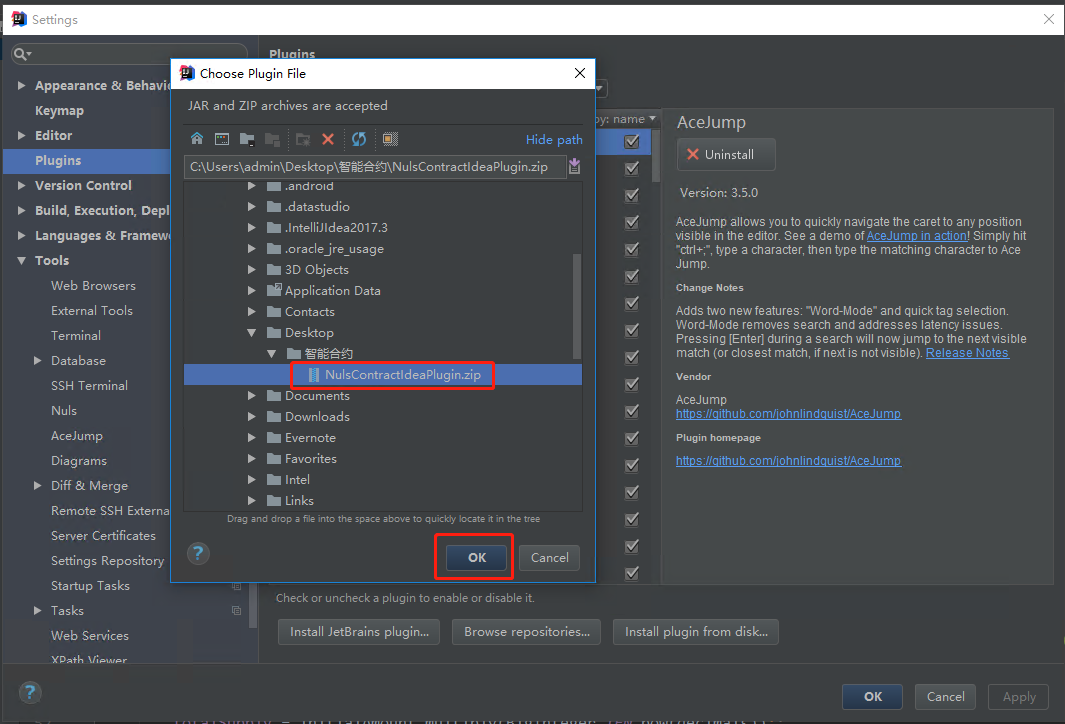 Settings
Plugins
Appearance & Behavio
Keymap
Editor
Plugins
Version Control
Build, Execution, Depl
Languages & Framewo
Tools
Web Browsers
External Tools
Terminal
Database
SSH Terminal
Nuls
AceJump
Diagrams
Diff & Merge
Remote SSH Externa
Server Certificates
Settings Repository
Startup Tasks
Tasks
Web Services
XPath Viewer
Choose Plugin File
JAR and ZIP archives are accepted
Hide path
C:\Users\admin\Desktop\智能合约\NulsContractIdeaPlugin.zip
.android
.datastudio
.IntelliJIdea2017.3
.oracle_jre_usage
3D Objects
Application Data
Contacts
Desktop
智能合约
NulsContractIdeaPlugin.zip
Documents
Downloads
Evernote
Favorites
Intel
Links
Drag and drop a file into the space above to quickly locate it in the tree
?
OK
Cancel
by: name
AceJump
Uninstall
Version: 3.5.0
AceJump allows you to quickly navigate the caret to any position
visible in the editor. See a demo of AceJump in action! Simply hit
"ctrl+;", type a character, then type the matching character to Ace
Jump.
Change Notes
Adds two new features: "Word-Mode" and quick tag selection.
Word-Mode removes search and addresses latency issues.
Pressing [Enter] during a search will now jump to the next visible
match (or closest match, if next is not visible). Release Notes
Vendor
AceJump
https://github.com/johnlindquist/AceJump
Plugin homepage
https://github.com/johnlindquist/AceJump
Check or uncheck a plugin to enable or disable it.
Install JetBrains plugin...
Browse repositories...
Install plugin from disk...
?
OK
Cancel
Apply